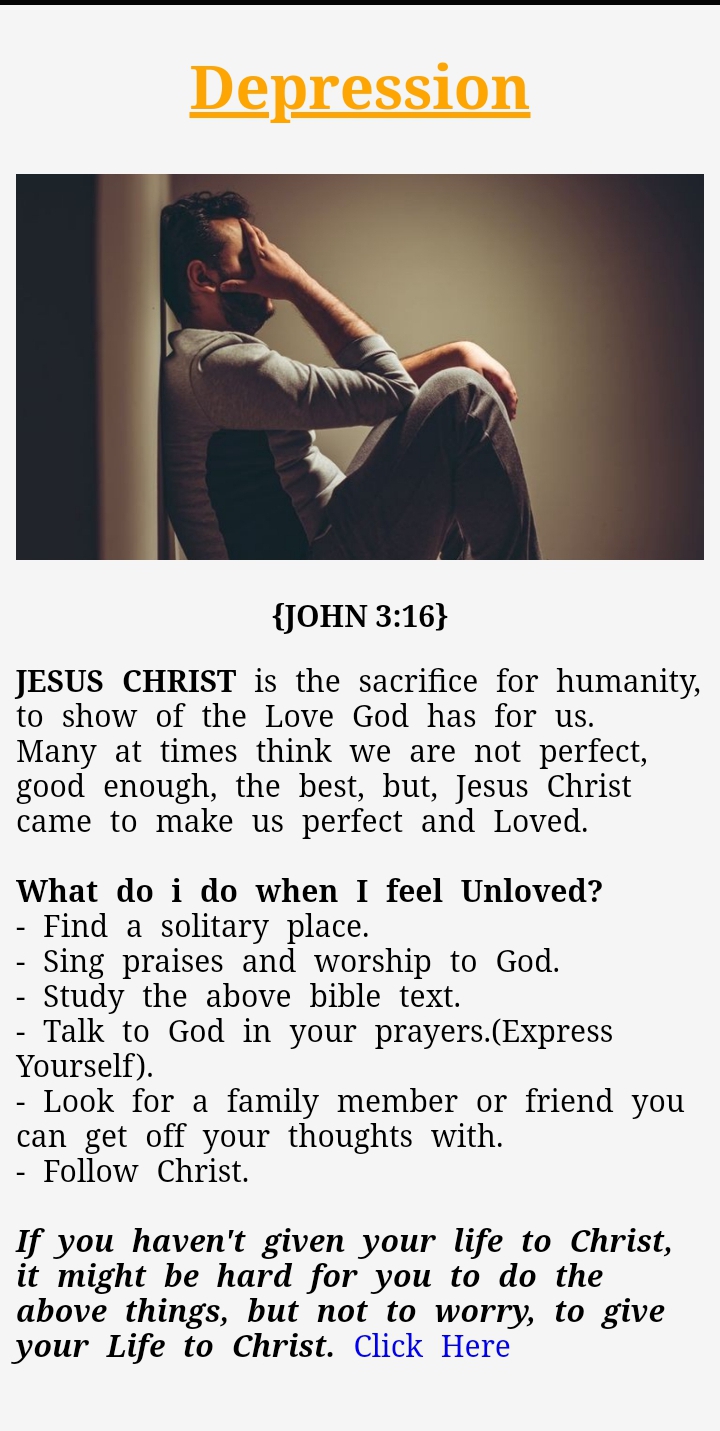 Depression
{JOHN 3:16}
JESUS CHRIST is the sacrifice for humanity,
to show of the Love God has for us.
Many at times think we are not perfect,
good enough, the best, but, Jesus Christ
came to make us perfect and Loved.
What do i do when I feel Unloved?
- Find a solitary place.
- Sing praises and worship to God.
- Study the above bible text.
- Talk to God in your prayers.(Express
Yourself).
- Look for a family member or friend you
can get off your thoughts with.
- Follow Christ.
If you haven't given your life to Christ,
it might be hard for you to do the
above things, but not to worry, to give
your Life to Christ. Click Here